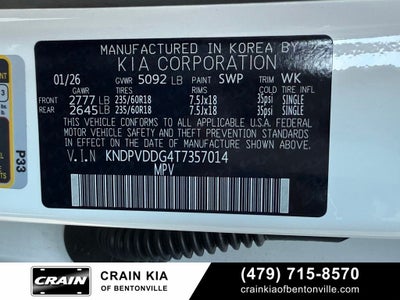 MANUFACTURED IN KOREA BY
KIA CORPORATION
01/26 GVWR 5092 LB PAINT SWP TRIM WK
GAWR TIRES RIMS COLD TIRE INF.
FRONT 2777 LB 235/60R18 7.5Jx18 35psi SINGLE
REAR 2645 LB 235/60R18 7.5Jx18 35psi SINGLE
THIS VEHICLE CONFORMS TO ALL APPLICABLE FEDERAL
MOTOR VEHICLE SAFETY, BUMPER, AND THEFT PREVENTION
STANDARDS IN EFFECT ON THE DATE OF
MANUFACTURE SHOWN ABOVE.
V.I.N KNDPVDDG4T7357014
MPV
3
P33
CRAIN
CRAIN KIA
OF BENTONVILLE
(479) 715-8570
crainkiaofbentonville.com